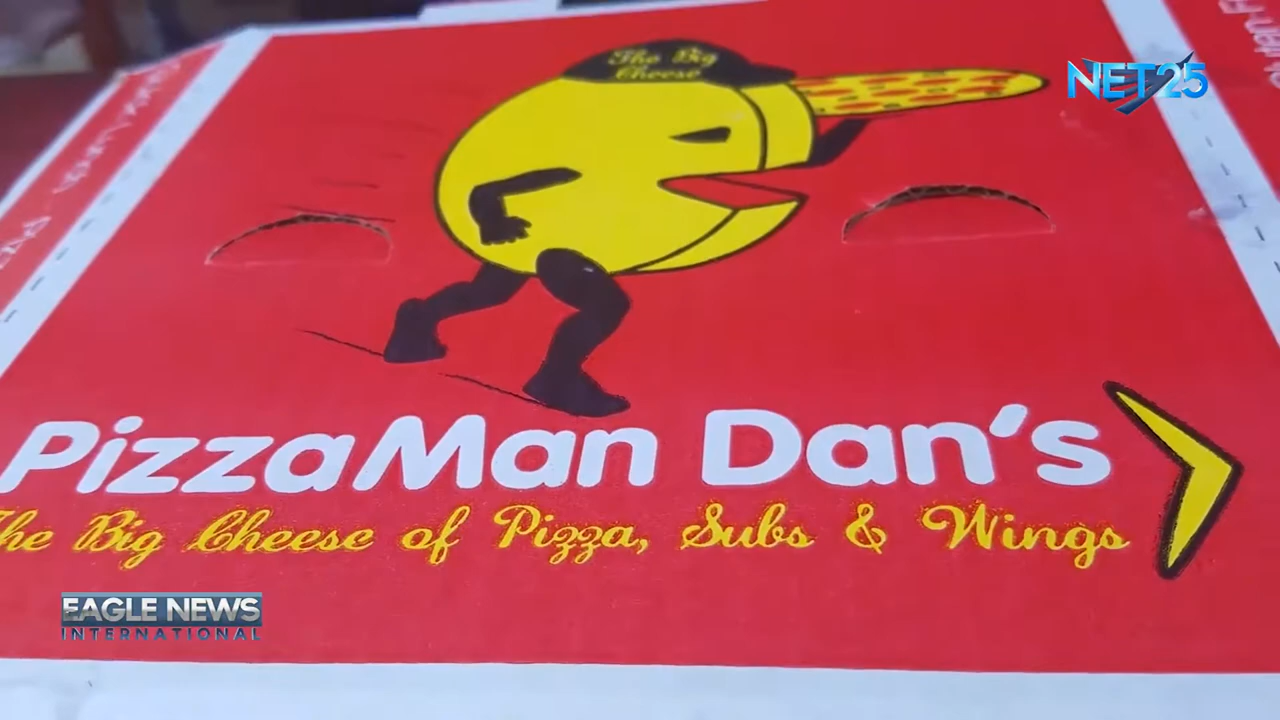 The Big
Cheese
NET25
PizzaMan Dan's
The Big Cheese of Pizza, Subs & Wings
EAGLE NEWS
INTERNATIONAL